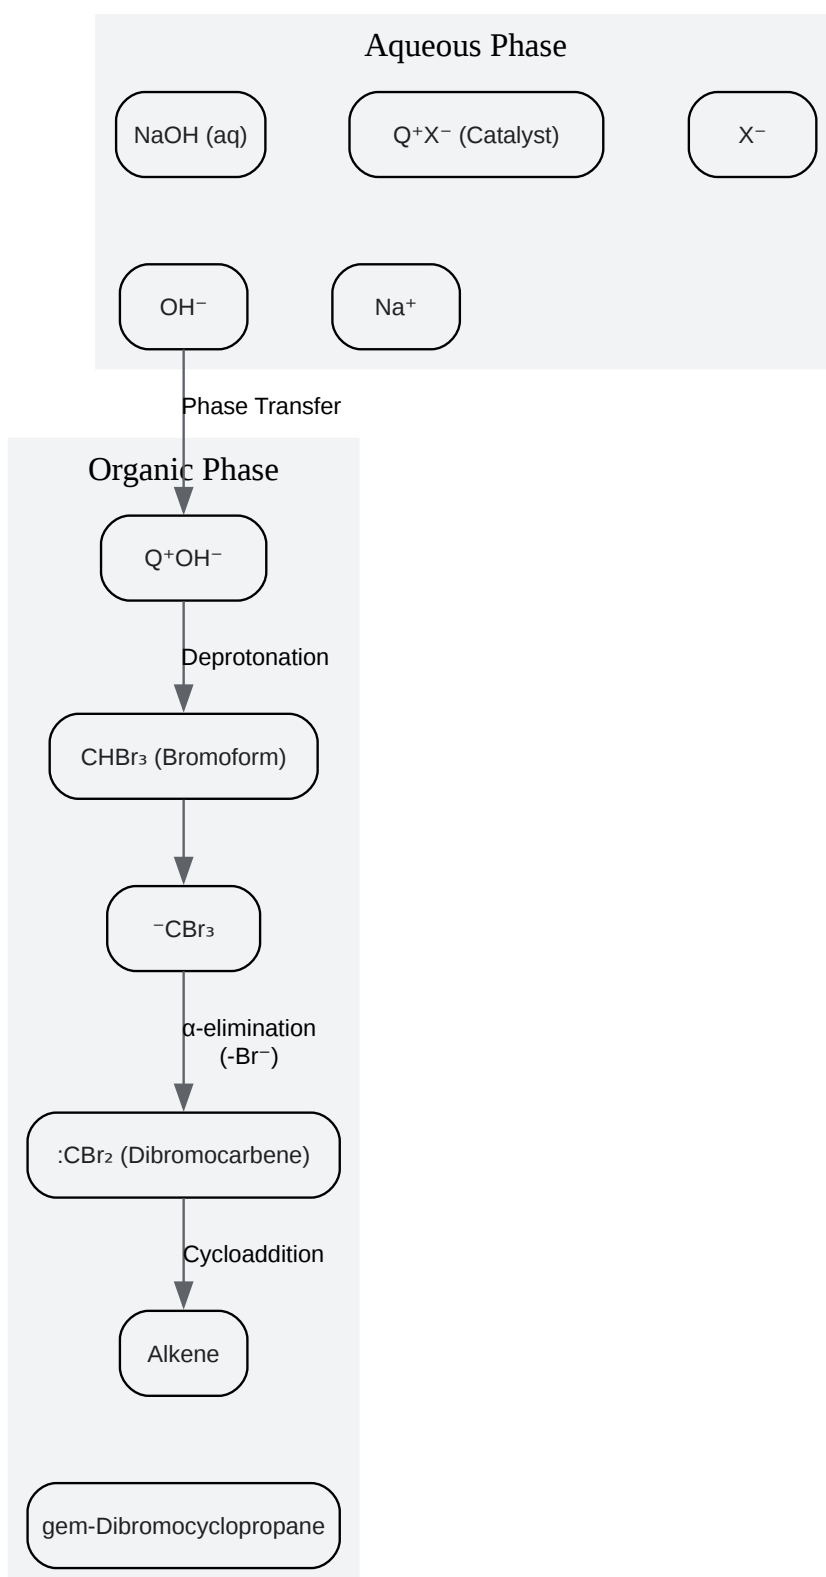 Aqueous Phase
NaOH (aq)
Q⁺X⁻ (Catalyst)
X⁻
OH⁻
Na⁺
Phase Transfer
Organic Phase
Q⁺OH⁻
Deprotonation
CHBr₃ (Bromoform)
⁻CBr₃
α-elimination
(-Br⁻)
:CBr₂ (Dibromocarbene)
Cycloaddition
Alkene
gem-Dibromocyclopropane